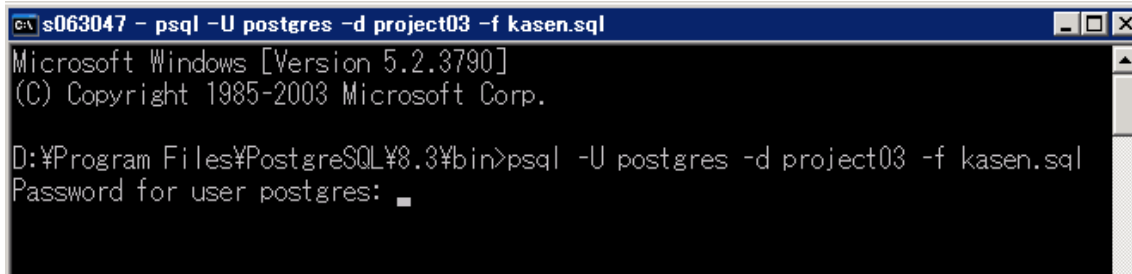 s063047 - psql -U postgres -d project03 -f kasen.sql
Microsoft Windows [Version 5.2.3790]
(C) Copyright 1985-2003 Microsoft Corp.
D:¥Program Files¥PostgreSQL¥8.3¥bin>psql -U postgres -d project03 -f kasen.sql
Password for user postgres: